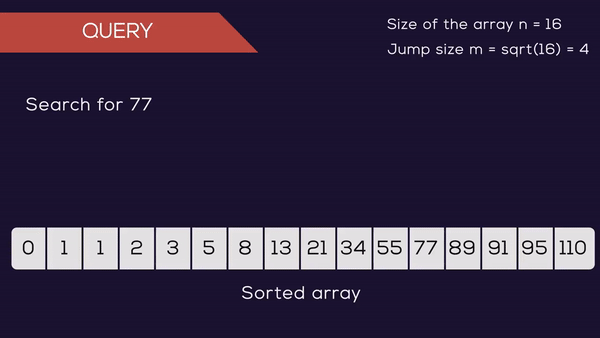 QUERY
Size of the array n = 16
Jump size m = sqrt(16) = 4
Search for 77
0 1 1 2 3 5 8 13 21 34 55 77 89 91 95 110
Sorted array